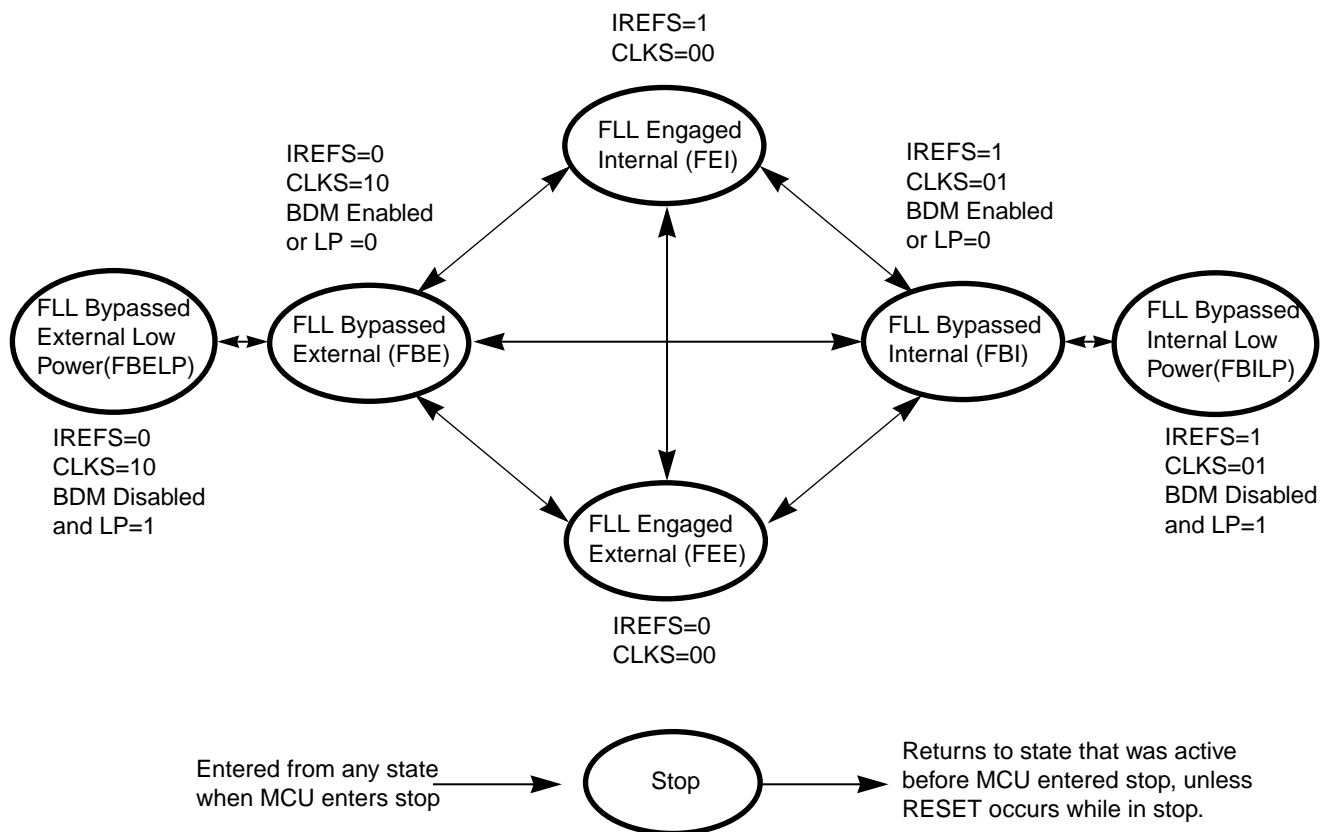 IREFS=1
CLKS=00
FLL Engaged
Internal (FEI)
IREFS=0
CLKS=10
BDM Enabled
or LP =0
IREFS=1
CLKS=01
BDM Enabled
or LP=0
FLL Bypassed
External Low
Power(FBELP)
FLL Bypassed
External (FBE)
FLL Bypassed
Internal (FBI)
FLL Bypassed
Internal Low
Power(FBILP)
IREFS=0
CLKS=10
BDM Disabled
and LP=1
IREFS=1
CLKS=01
BDM Disabled
and LP=1
FLL Engaged
External (FEE)
IREFS=0
CLKS=00
Entered from any state
when MCU enters stop
Stop
Returns to state that was active
before MCU entered stop, unless
RESET occurs while in stop.